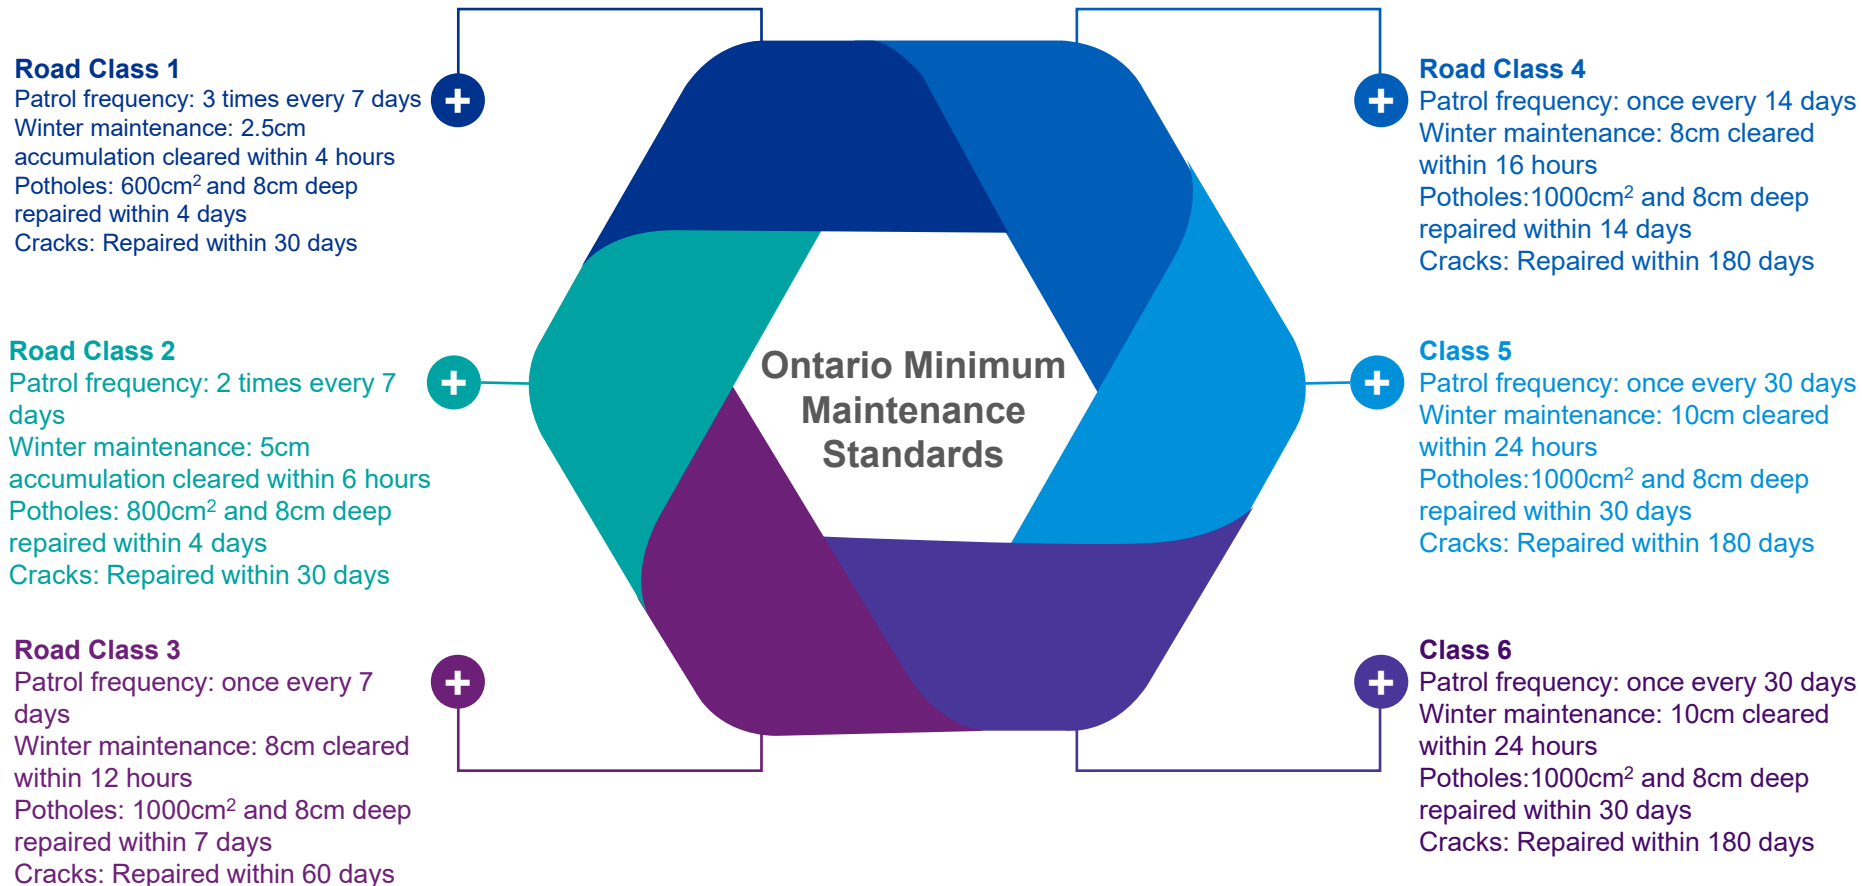 Road Class 1
Patrol frequency: 3 times every 7 days
Winter maintenance: 2.5cm
accumulation cleared within 4 hours
Potholes: 600cm² and 8cm deep
repaired within 4 days
Cracks: Repaired within 30 days
Road Class 2
Patrol frequency: 2 times every 7
days
Winter maintenance: 5cm
accumulation cleared within 6 hours
Potholes: 800cm² and 8cm deep
repaired within 4 days
Cracks: Repaired within 30 days
Road Class 3
Patrol frequency: once every 7
days
Winter maintenance: 8cm cleared
within 12 hours
Potholes: 1000cm² and 8cm deep
repaired within 7 days
Cracks: Repaired within 60 days
Ontario Minimum
Maintenance
Standards
Road Class 4
Patrol frequency: once every 14 days
Winter maintenance: 8cm cleared
within 16 hours
Potholes:1000cm² and 8cm deep
repaired within 14 days
Cracks: Repaired within 180 days
Class 5
Patrol frequency: once every 30 days
Winter maintenance: 10cm cleared
within 24 hours
Potholes:1000cm² and 8cm deep
repaired within 30 days
Cracks: Repaired within 180 days
Class 6
Patrol frequency: once every 30 days
Winter maintenance: 10cm cleared
within 24 hours
Potholes:1000cm² and 8cm deep
repaired within 30 days
Cracks: Repaired within 180 days